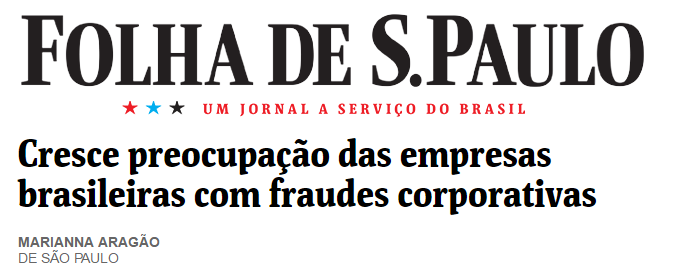 FOLHA DE S.PAULO
★ ★ ★ UM JORNAL A SERVIÇO DO BRASIL
Cresce preocupação das empresas
brasileiras com fraudes corporativas
MARIANNA ARAGÃO
DE SÃO PAULO